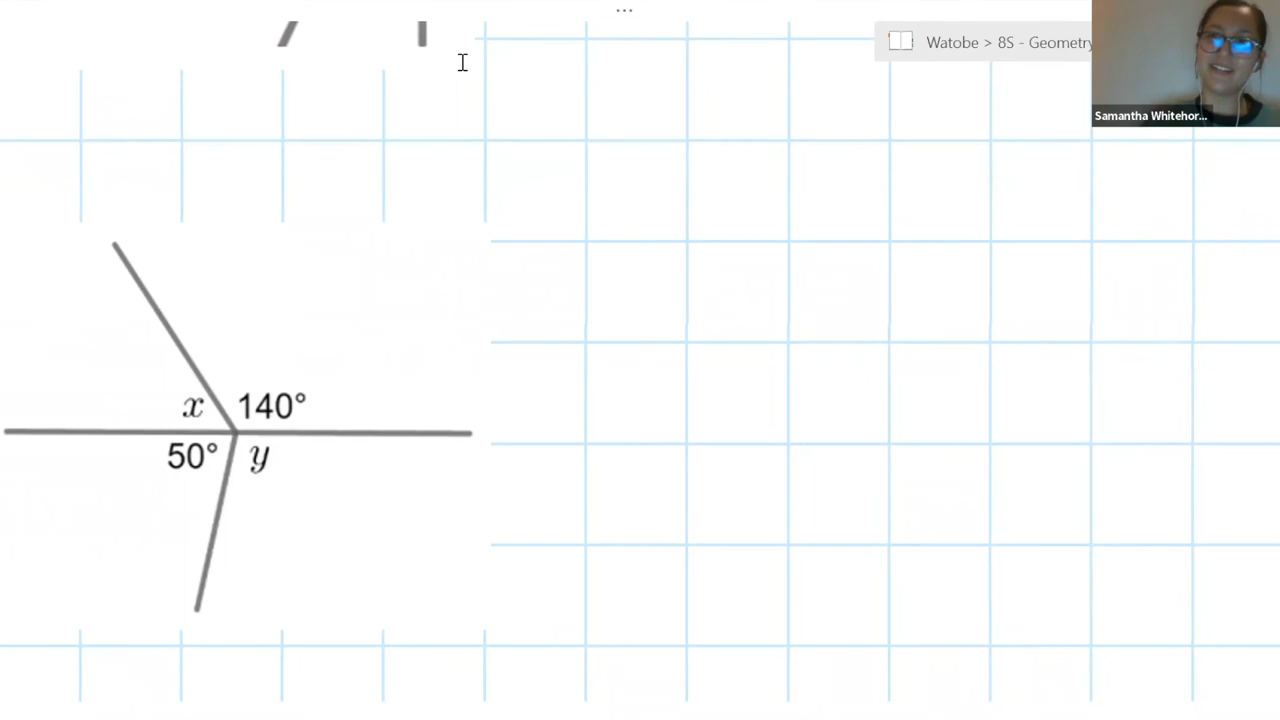 ...
Watobe > 8S - Geometry
Samantha Whitehor...
x 140°
50° y